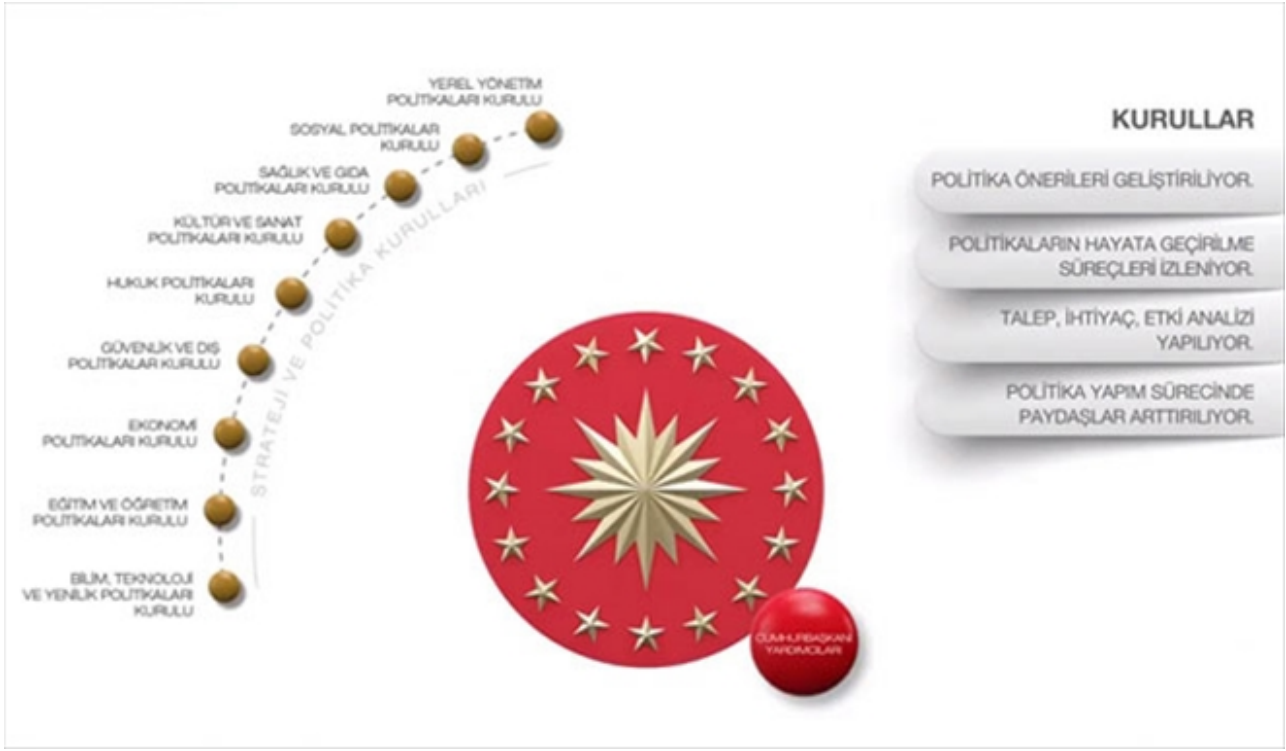 YEREL YÖNETİM
POLİTİKALARI KURULU
SOSYAL POLİTİKALAR
KURULU
SAĞLIK VE GIDA
POLİTİKALARI KURULU
KÜLTÜR VE SANAT
POLİTİKALARI KURULU
HUKUK POLİTİKALARI
KURULU
GÜVENLİK VE DIŞ
POLİTİKALAR KURULU
EKONOMİ
POLİTİKALARI KURULU
EĞİTİM VE ÖĞRETİM
POLİTİKALARI KURULU
BİLİM, TEKNOLOJİ
VE YENİLİK POLİTİKALARI
KURULU
STRATEJİ VE POLİTİKA KURULLARI
CUMHURBAŞKANI
YARDIMCILARI
KURULLAR
POLİTİKA ÖNERİLERİ GELİŞTİRİLİYOR.
POLİTİKALARIN HAYATA GEÇİRİLME
SÜREÇLERİ İZLENİYOR.
TALEP, İHTİYAÇ, ETKİ ANALİZİ
YAPILIYOR.
POLİTİKA YAPIM SÜRECİNDE
PAYDAŞLAR ARTTIRILIYOR.